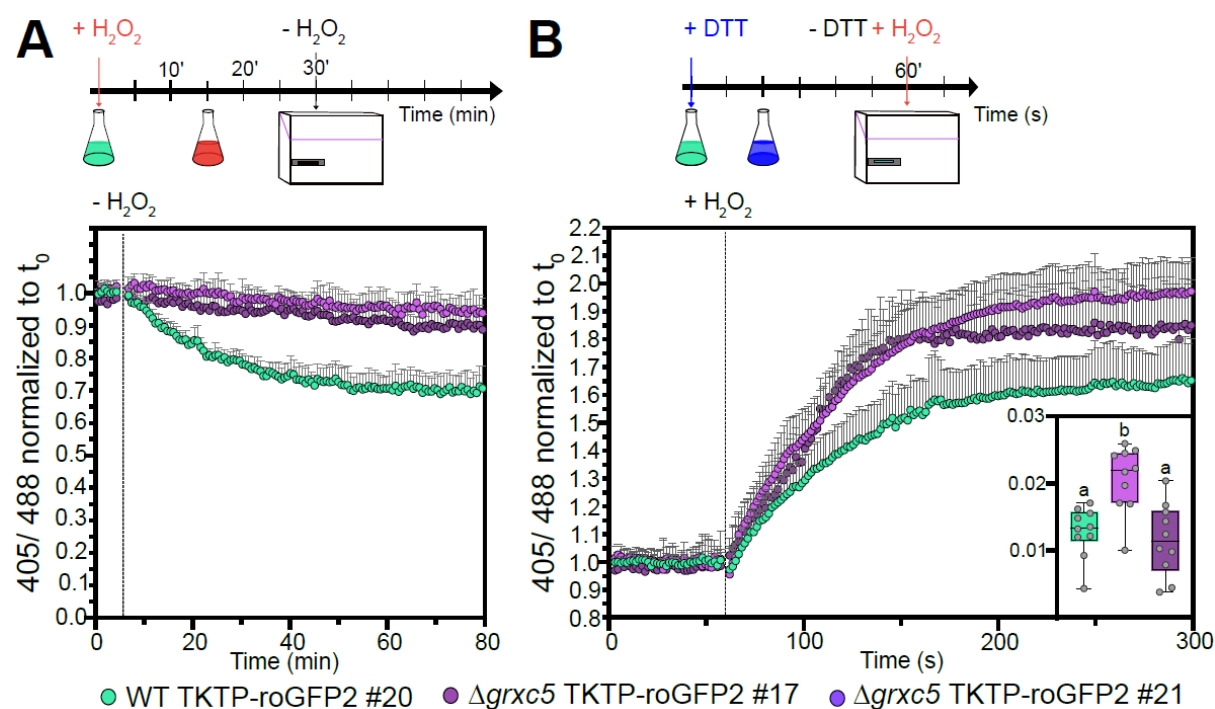 A
+ H₂O₂
- H₂O₂
10'
20'
30'
Time (min)
- H₂O₂
405/ 488 normalized to t₀
1.0
0.9
0.8
0.7
0.6
0.5
0.4
0.3
0.2
0.1
0.0
0
20
40
60
80
Time (min)
B
+ DTT
- DTT + H₂O₂
60'
Time (s)
+ H₂O₂
405/ 488 normalized to t₀
2.2
2.1
2.0
1.9
1.8
1.7
1.6
1.5
1.4
1.3
1.2
1.1
1.0
0.9
0.8
0
100
200
300
Time (s)
0.03
0.02
0.01
a
b
a
WT TKTP-roGFP2 #20
Δgrxc5 TKTP-roGFP2 #17
Δgrxc5 TKTP-roGFP2 #21